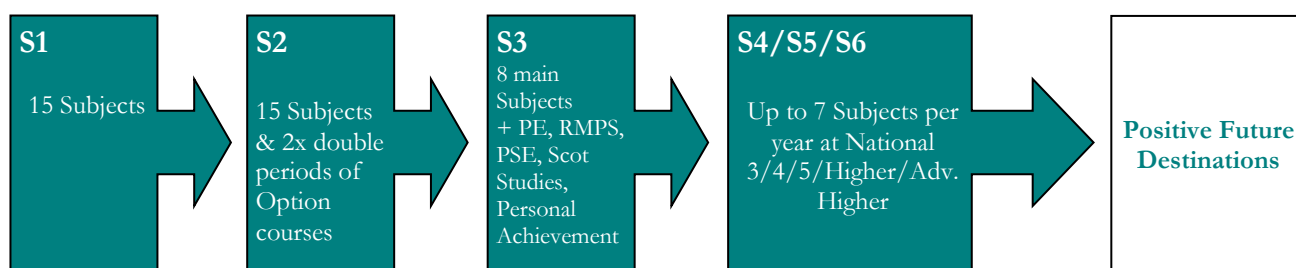 S1
15 Subjects
S2
15 Subjects
& 2x double
periods of
Option
courses
S3
8 main
Subjects
+ PE, RMPS,
PSE, Scot
Studies,
Personal
Achievement
S4/S5/S6
Up to 7 Subjects per
year at National
3/4/5/Higher/Adv.
Higher
Positive Future
Destinations